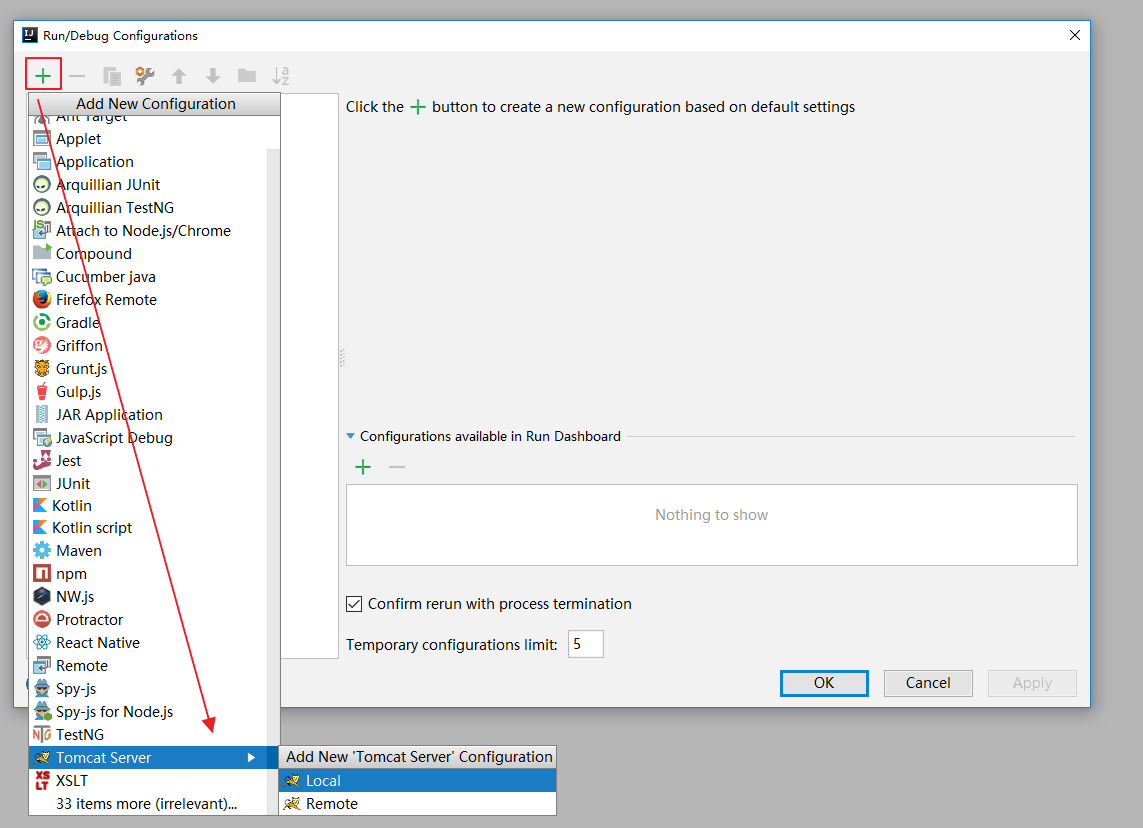 Run/Debug Configurations
Add New Configuration
Click the + button to create a new configuration based on default settings
Ant Target
Applet
Application
Arquillian JUnit
Arquillian TestNG
Attach to Node.js/Chrome
Compound
Cucumber java
Firefox Remote
Gradle
Griffon
Grunt.js
Gulp.js
JAR Application
JavaScript Debug
Jest
JUnit
Kotlin
Kotlin script
Maven
npm
NW.js
Protractor
React Native
Remote
Spy-js
Spy-js for Node.js
TestNG
Tomcat Server
XSLT
33 items more (irrelevant)...
Configurations available in Run Dashboard
Nothing to show
Confirm rerun with process termination
Temporary configurations limit: 5
OK Cancel Apply
Add New 'Tomcat Server' Configuration
Local
Remote